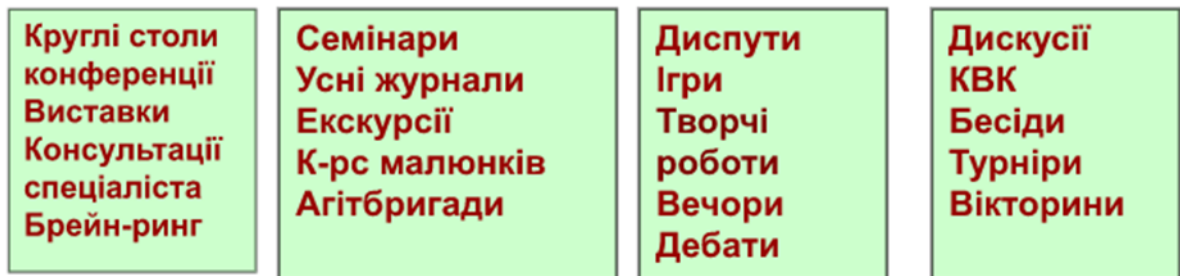 Круглі столи
конференції
Виставки
Консультації
спеціаліста
Брейн-ринг
Семінари
Усні журнали
Екскурсії
К-рс малюнків
Агітбригади
Диспути
Ігри
Творчі
роботи
Вечори
Дебати
Дискусії
КВК
Бесіди
Турніри
Вікторини